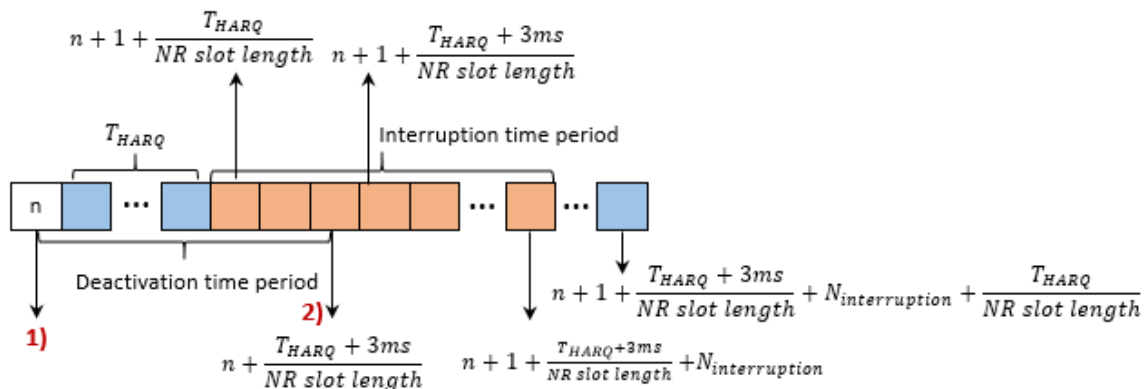 n + 1 + T_HARQ / NR slot length
n + 1 + (T_HARQ + 3ms) / NR slot length
T_HARQ
Interruption time period
n ... ... ...
Deactivation time period
1)
2)
n + (T_HARQ + 3ms) / NR slot length
n + 1 + (T_HARQ+3ms) / NR slot length + N_interruption
n + 1 + (T_HARQ + 3ms) / NR slot length + N_interruption + T_HARQ / NR slot length